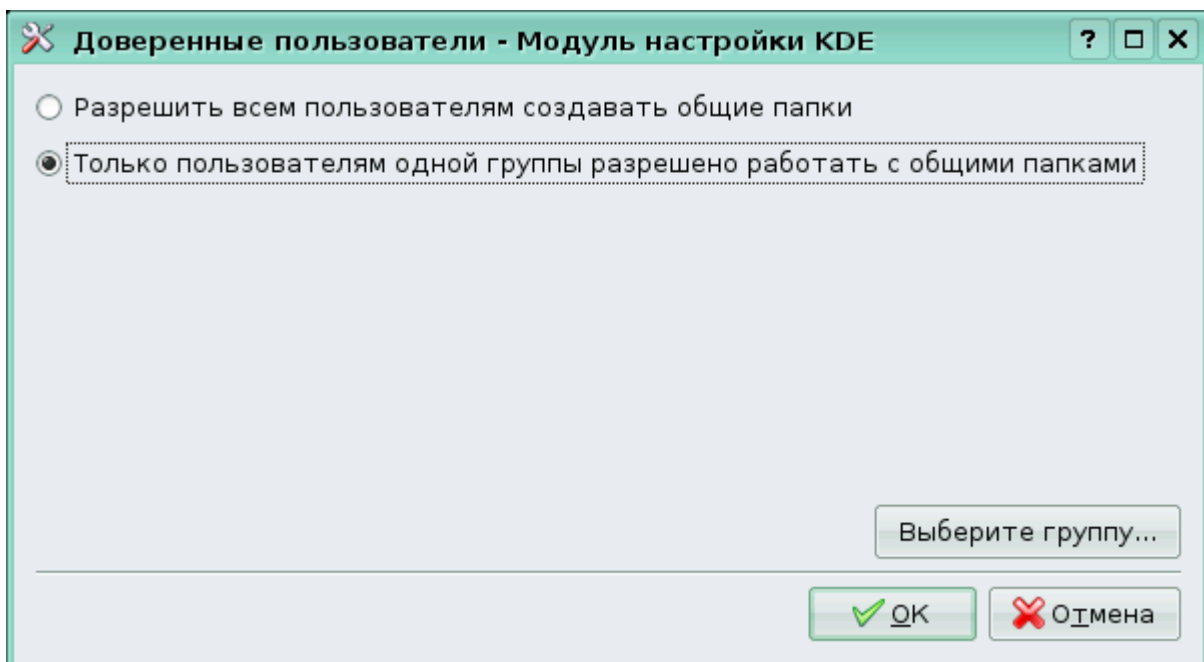 Доверенные пользователи - Модуль настройки KDE
Разрешить всем пользователям создавать общие папки
Только пользователям одной группы разрешено работать с общими папками
Выберите группу...
OK
Отмена